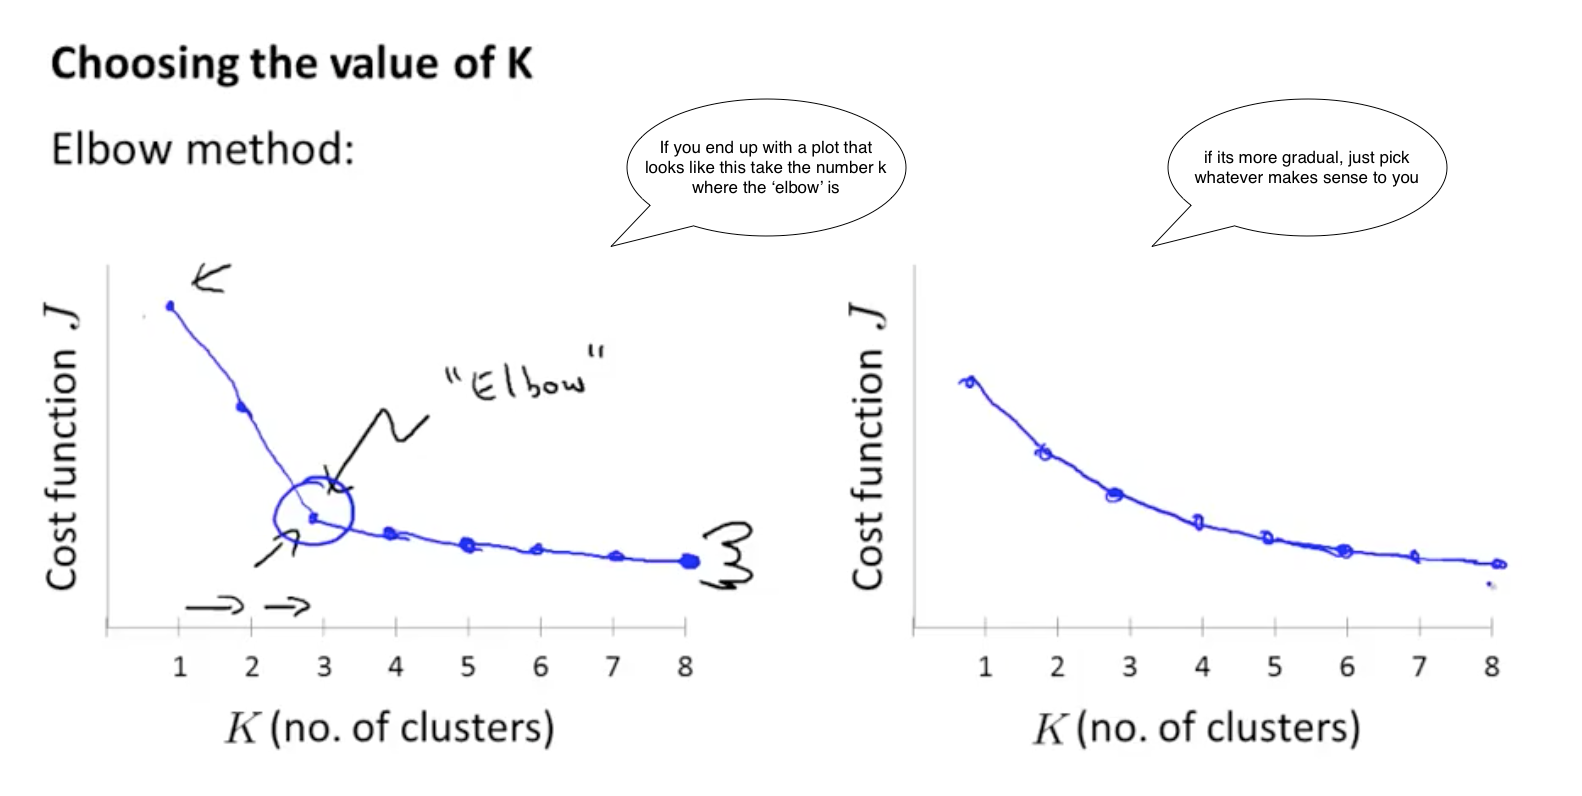 Choosing the value of K
Elbow method:
If you end up with a plot that
looks like this take the number k
where the ‘elbow’ is
if its more gradual, just pick
whatever makes sense to you
Cost function J
"Elbow"
1 2 3 4 5 6 7 8
K (no. of clusters)
Cost function J
1 2 3 4 5 6 7 8
K (no. of clusters)